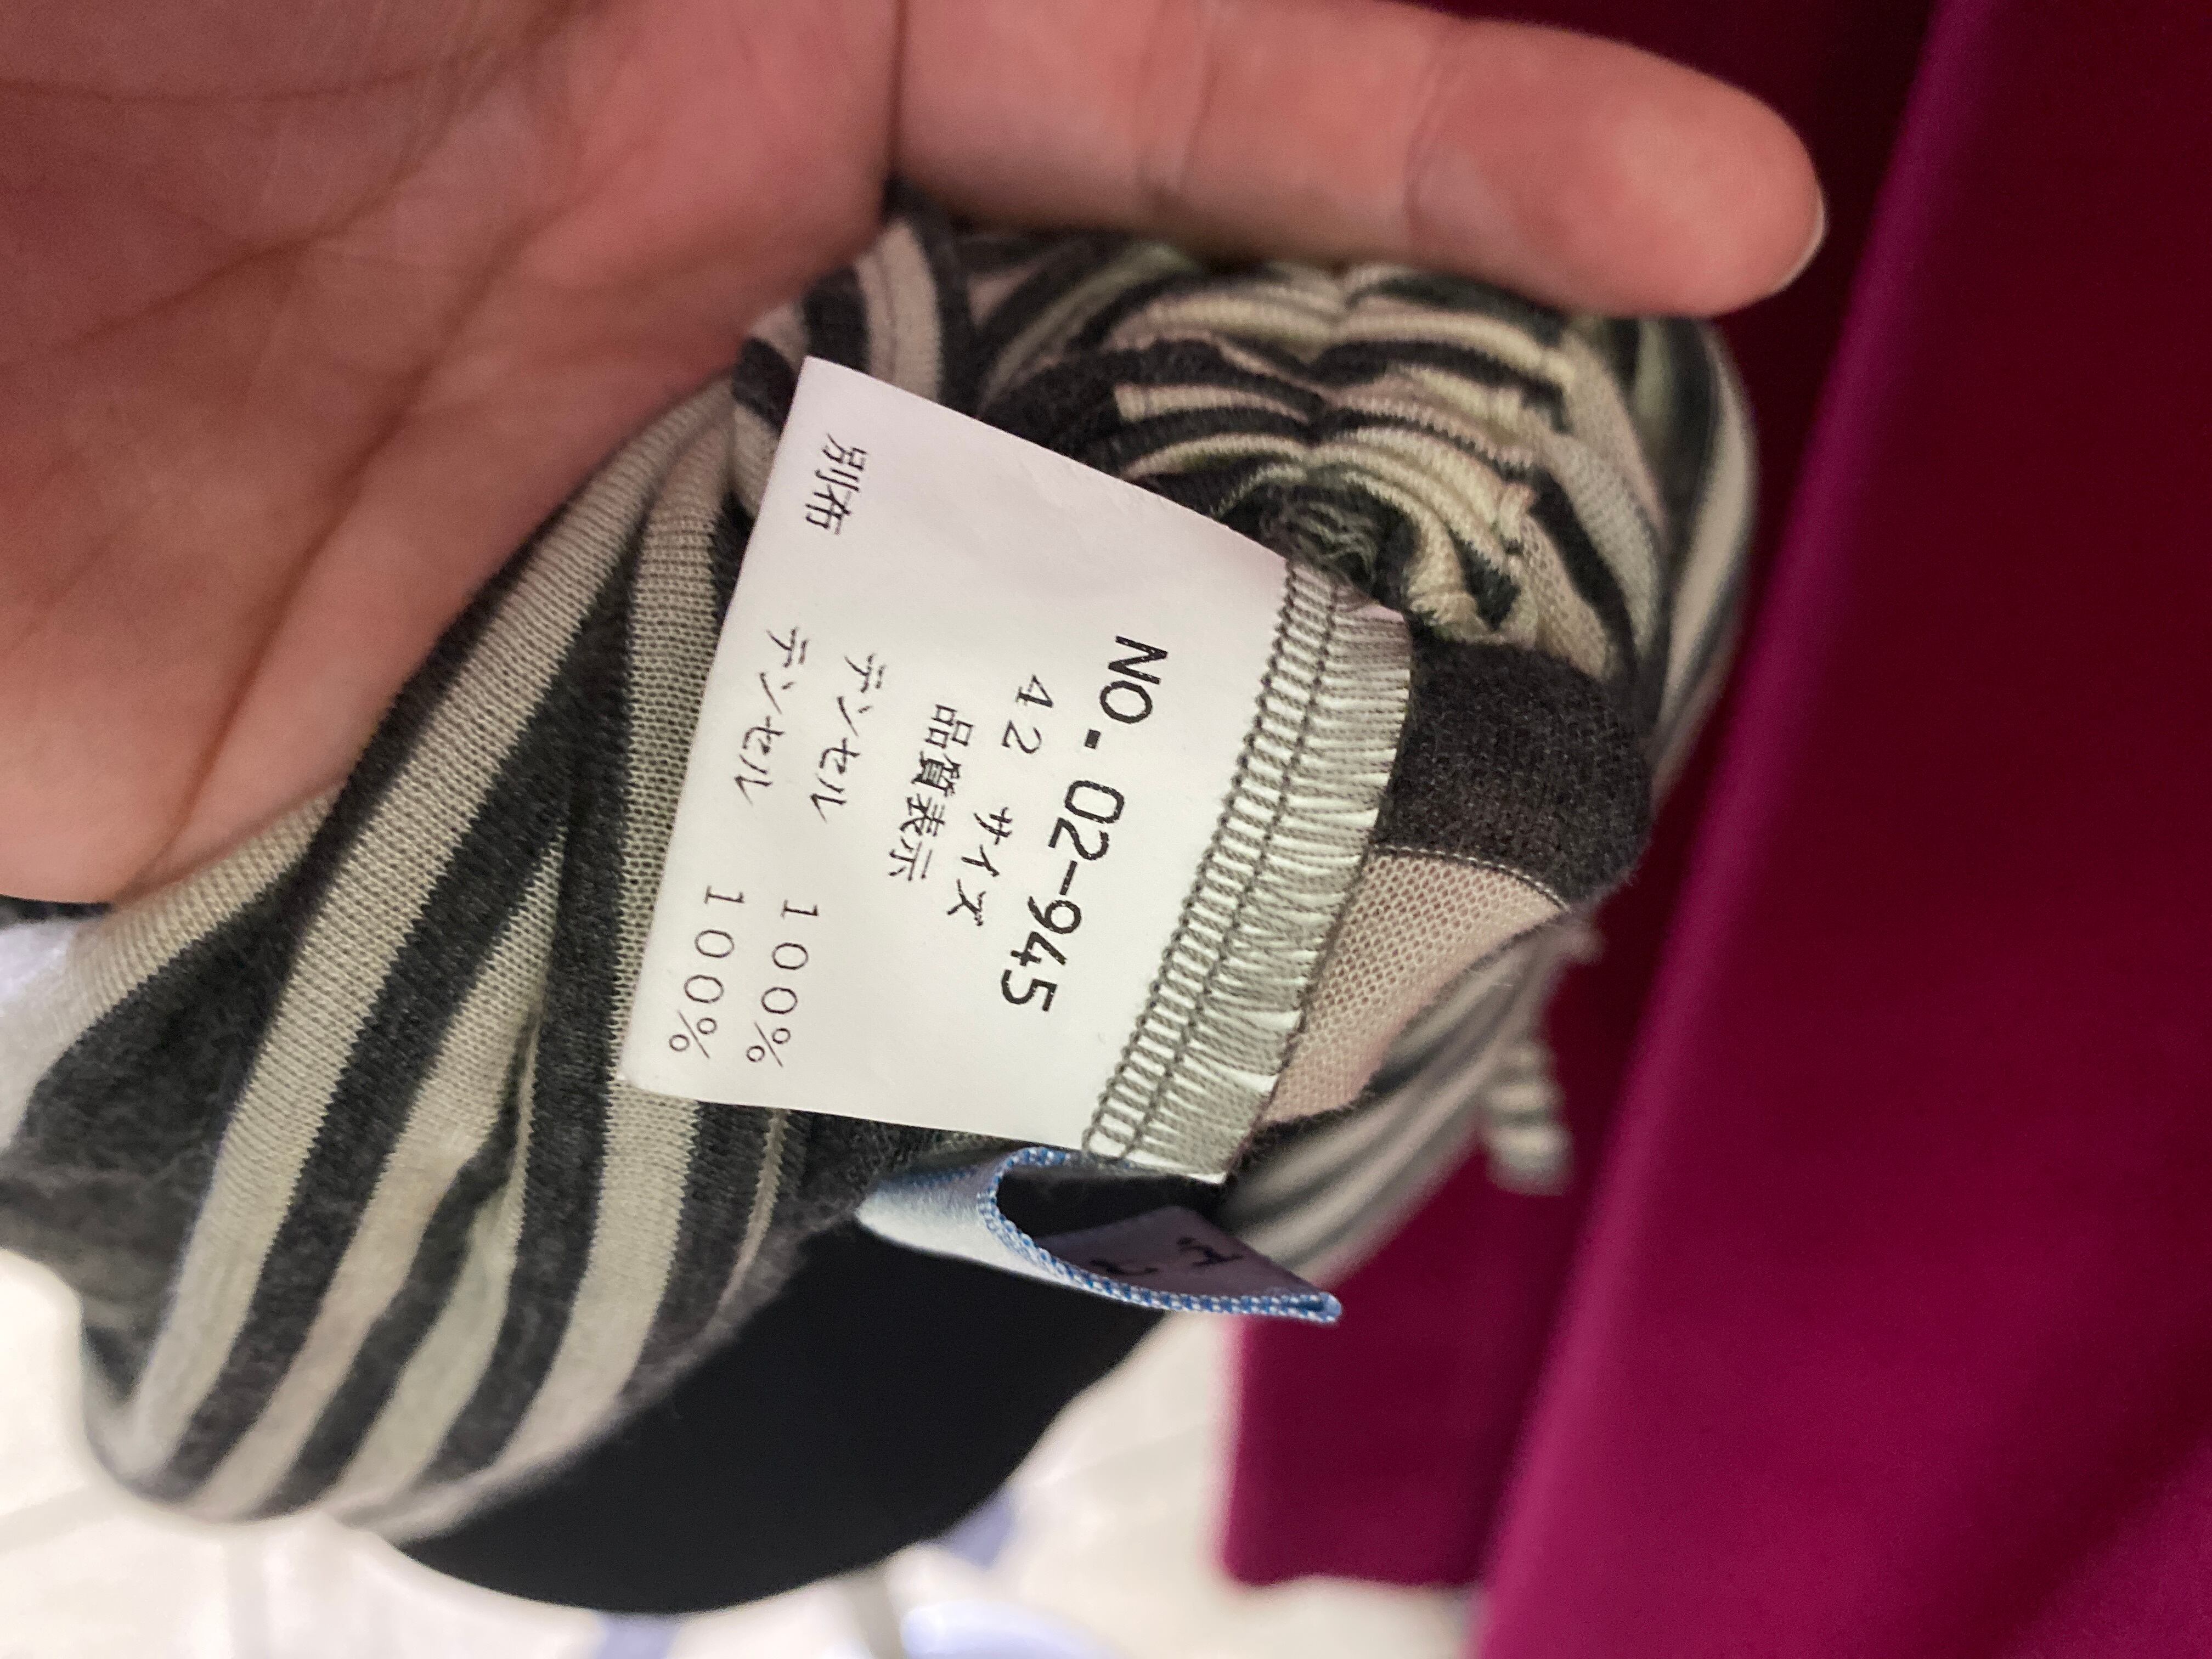 NO. 02-945
42 サイズ
品質表示
テンセル 100%
別布 テンセル 100%